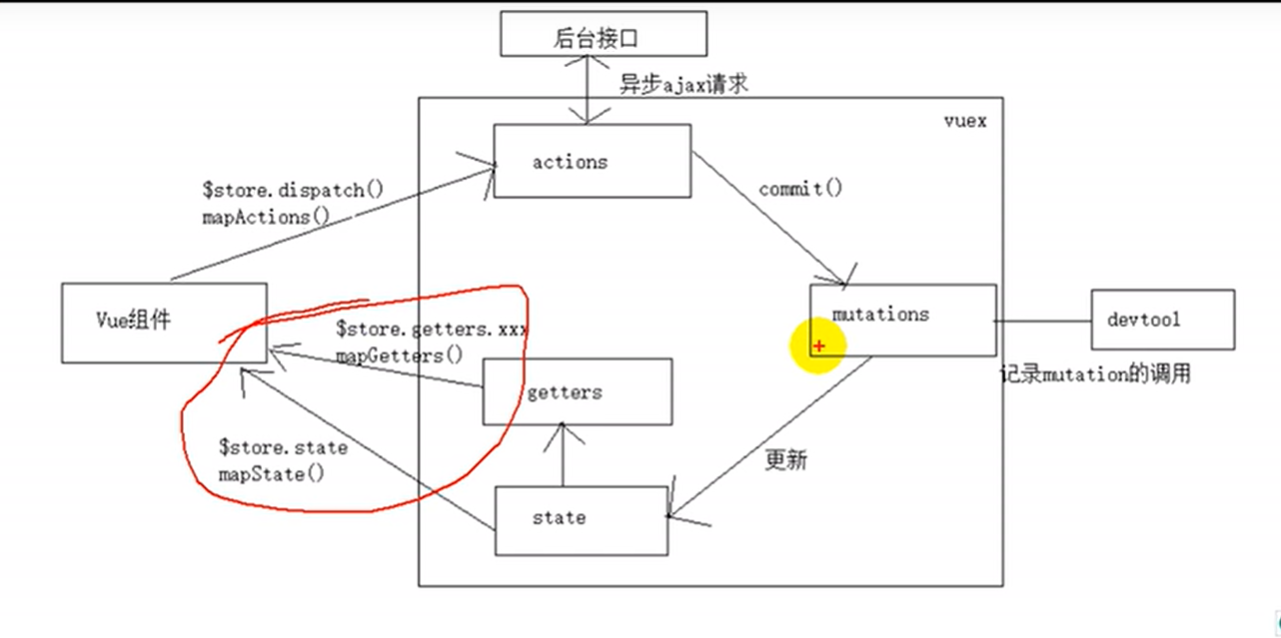 后台接口
异步ajax请求
vuex
actions
$store.dispatch()
mapActions()
commit()
Vue组件
$store.getters.xxx
mapGetters()
mutations
devtool
记录mutation的调用
getters
$store.state
mapState()
更新
state